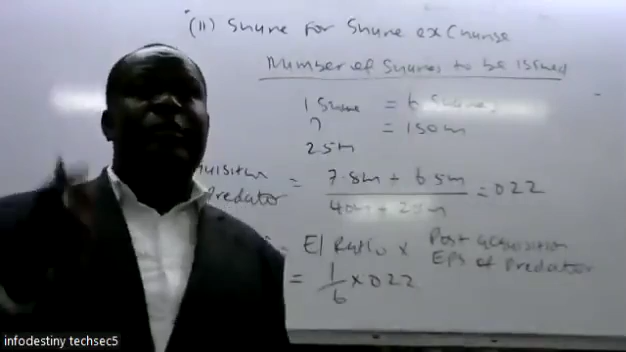 (ii) Share for Share exchange
Number of Shares to be issued
1 Share = 6 Shares
? = 150m
25m
Predator = 7.8m + 6.5m = 0.22
40m + 25m
= E/Ratio x Post acquisition
EPS of Predator
= 1/6 x 0.22
infodestiny techsec5